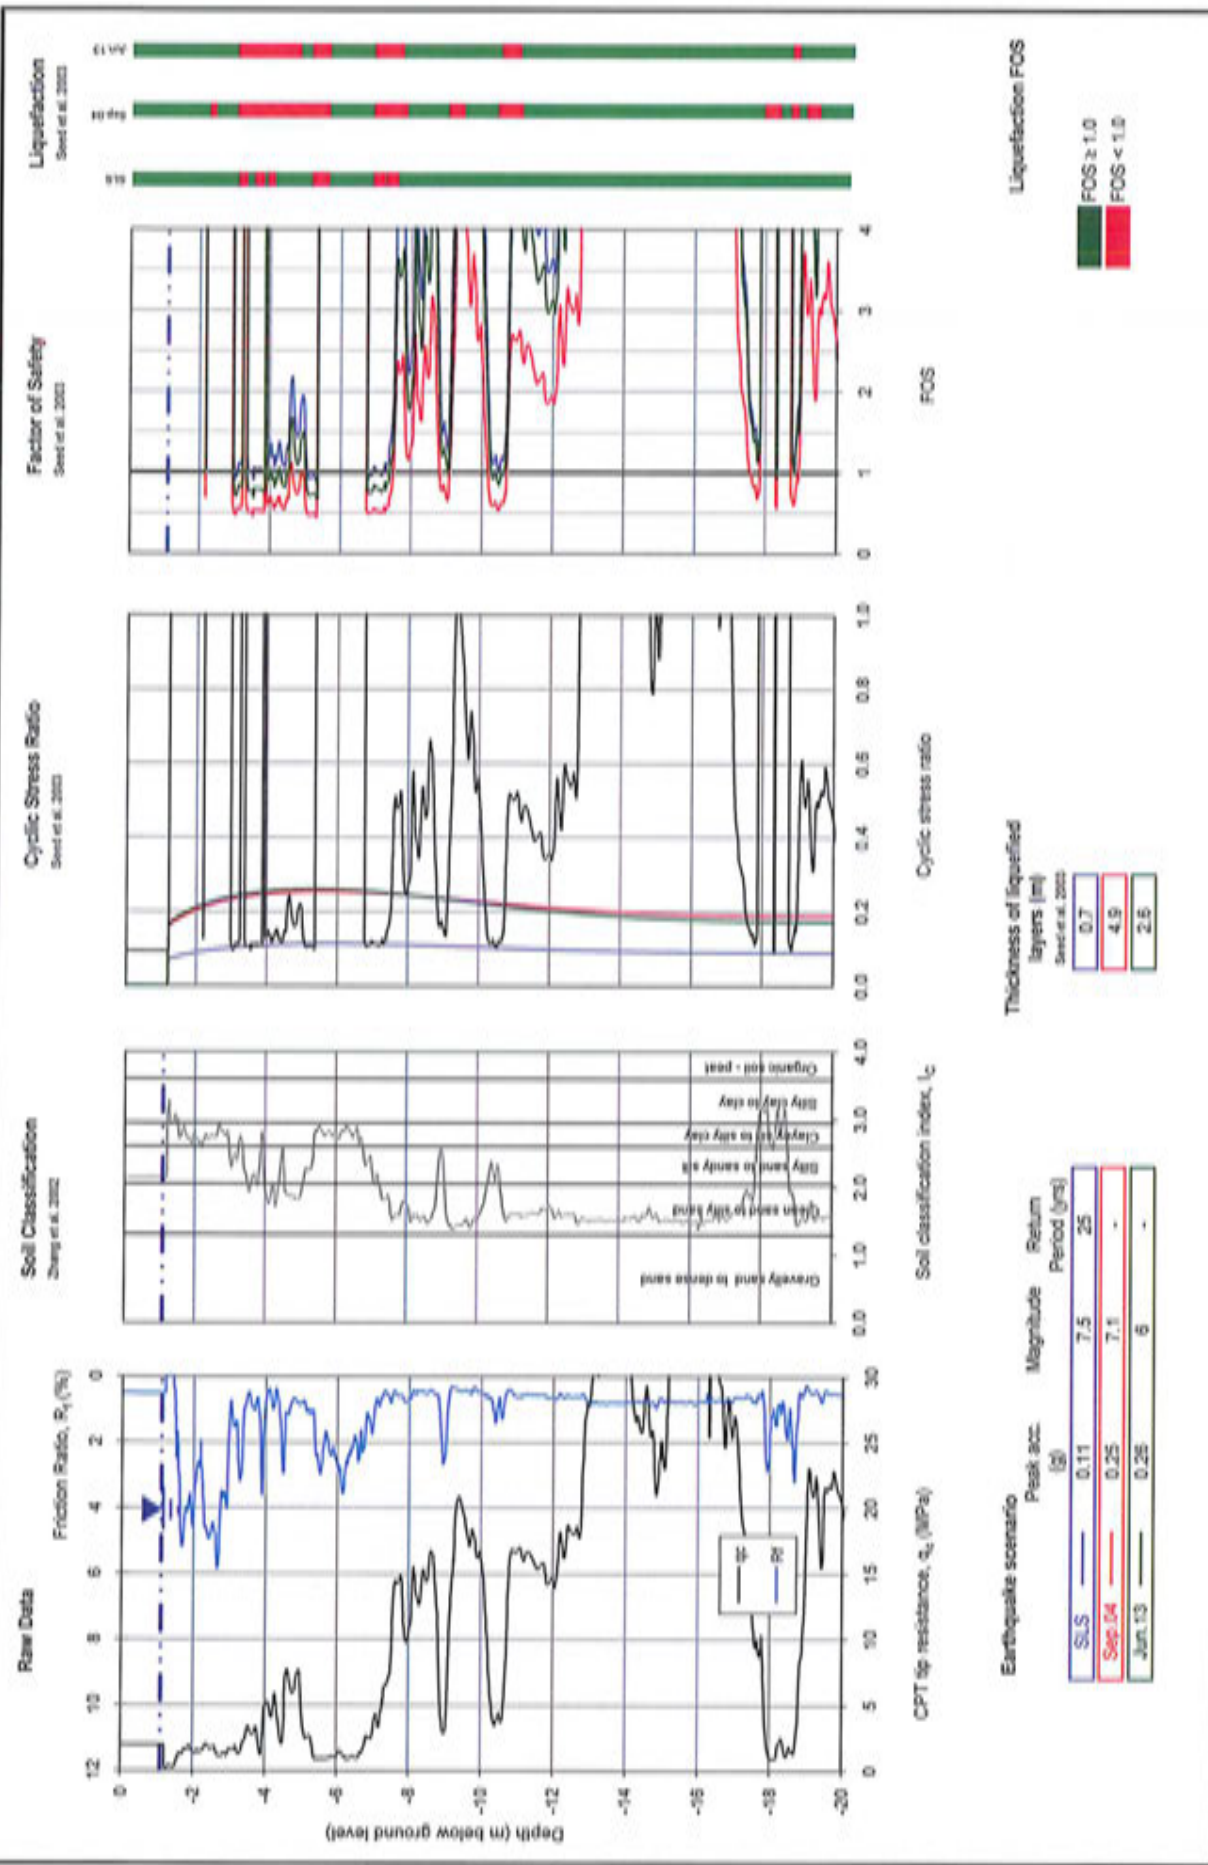 Raw Data
Friction Ratio, Rf (%)
12
10
8
6
4
2
0
Depth (m below ground level)
0
-2
-4
-6
-8
-10
-12
-14
-16
-18
-20
qc
Rf
0
5
10
15
20
25
30
CPT tip resistance, qc (MPa)
Soil Classification
Zhang et al. 2002
Gravelly sand to dense sand
Clean sand to silty sand
Silty sand to sandy silt
Clayey silt to silty clay
Silty clay to clay
Organic soil - peat
0.0
1.0
2.0
3.0
4.0
Soil classification index, IC
Cyclic Stress Ratio
Seed et al. 2003
0.0
0.2
0.4
0.6
0.8
1.0
Cyclic stress ratio
Factor of Safety
Seed et al. 2003
0
1
2
3
4
FOS
Liquefaction
Seed et al. 2003
SLS
Sep.04
Jun.13
Earthquake scenario
Peak acc. (g)
Magnitude
Return Period (yrs)
SLS 0.11 7.5 25
Sep.04 0.25 7.1 -
Jun.13 0.26 6 -
Thickness of liquefied
layers (m)
Seed et al. 2003
0.7
4.9
2.6
Liquefaction FOS
FOS ≥ 1.0
FOS < 1.0